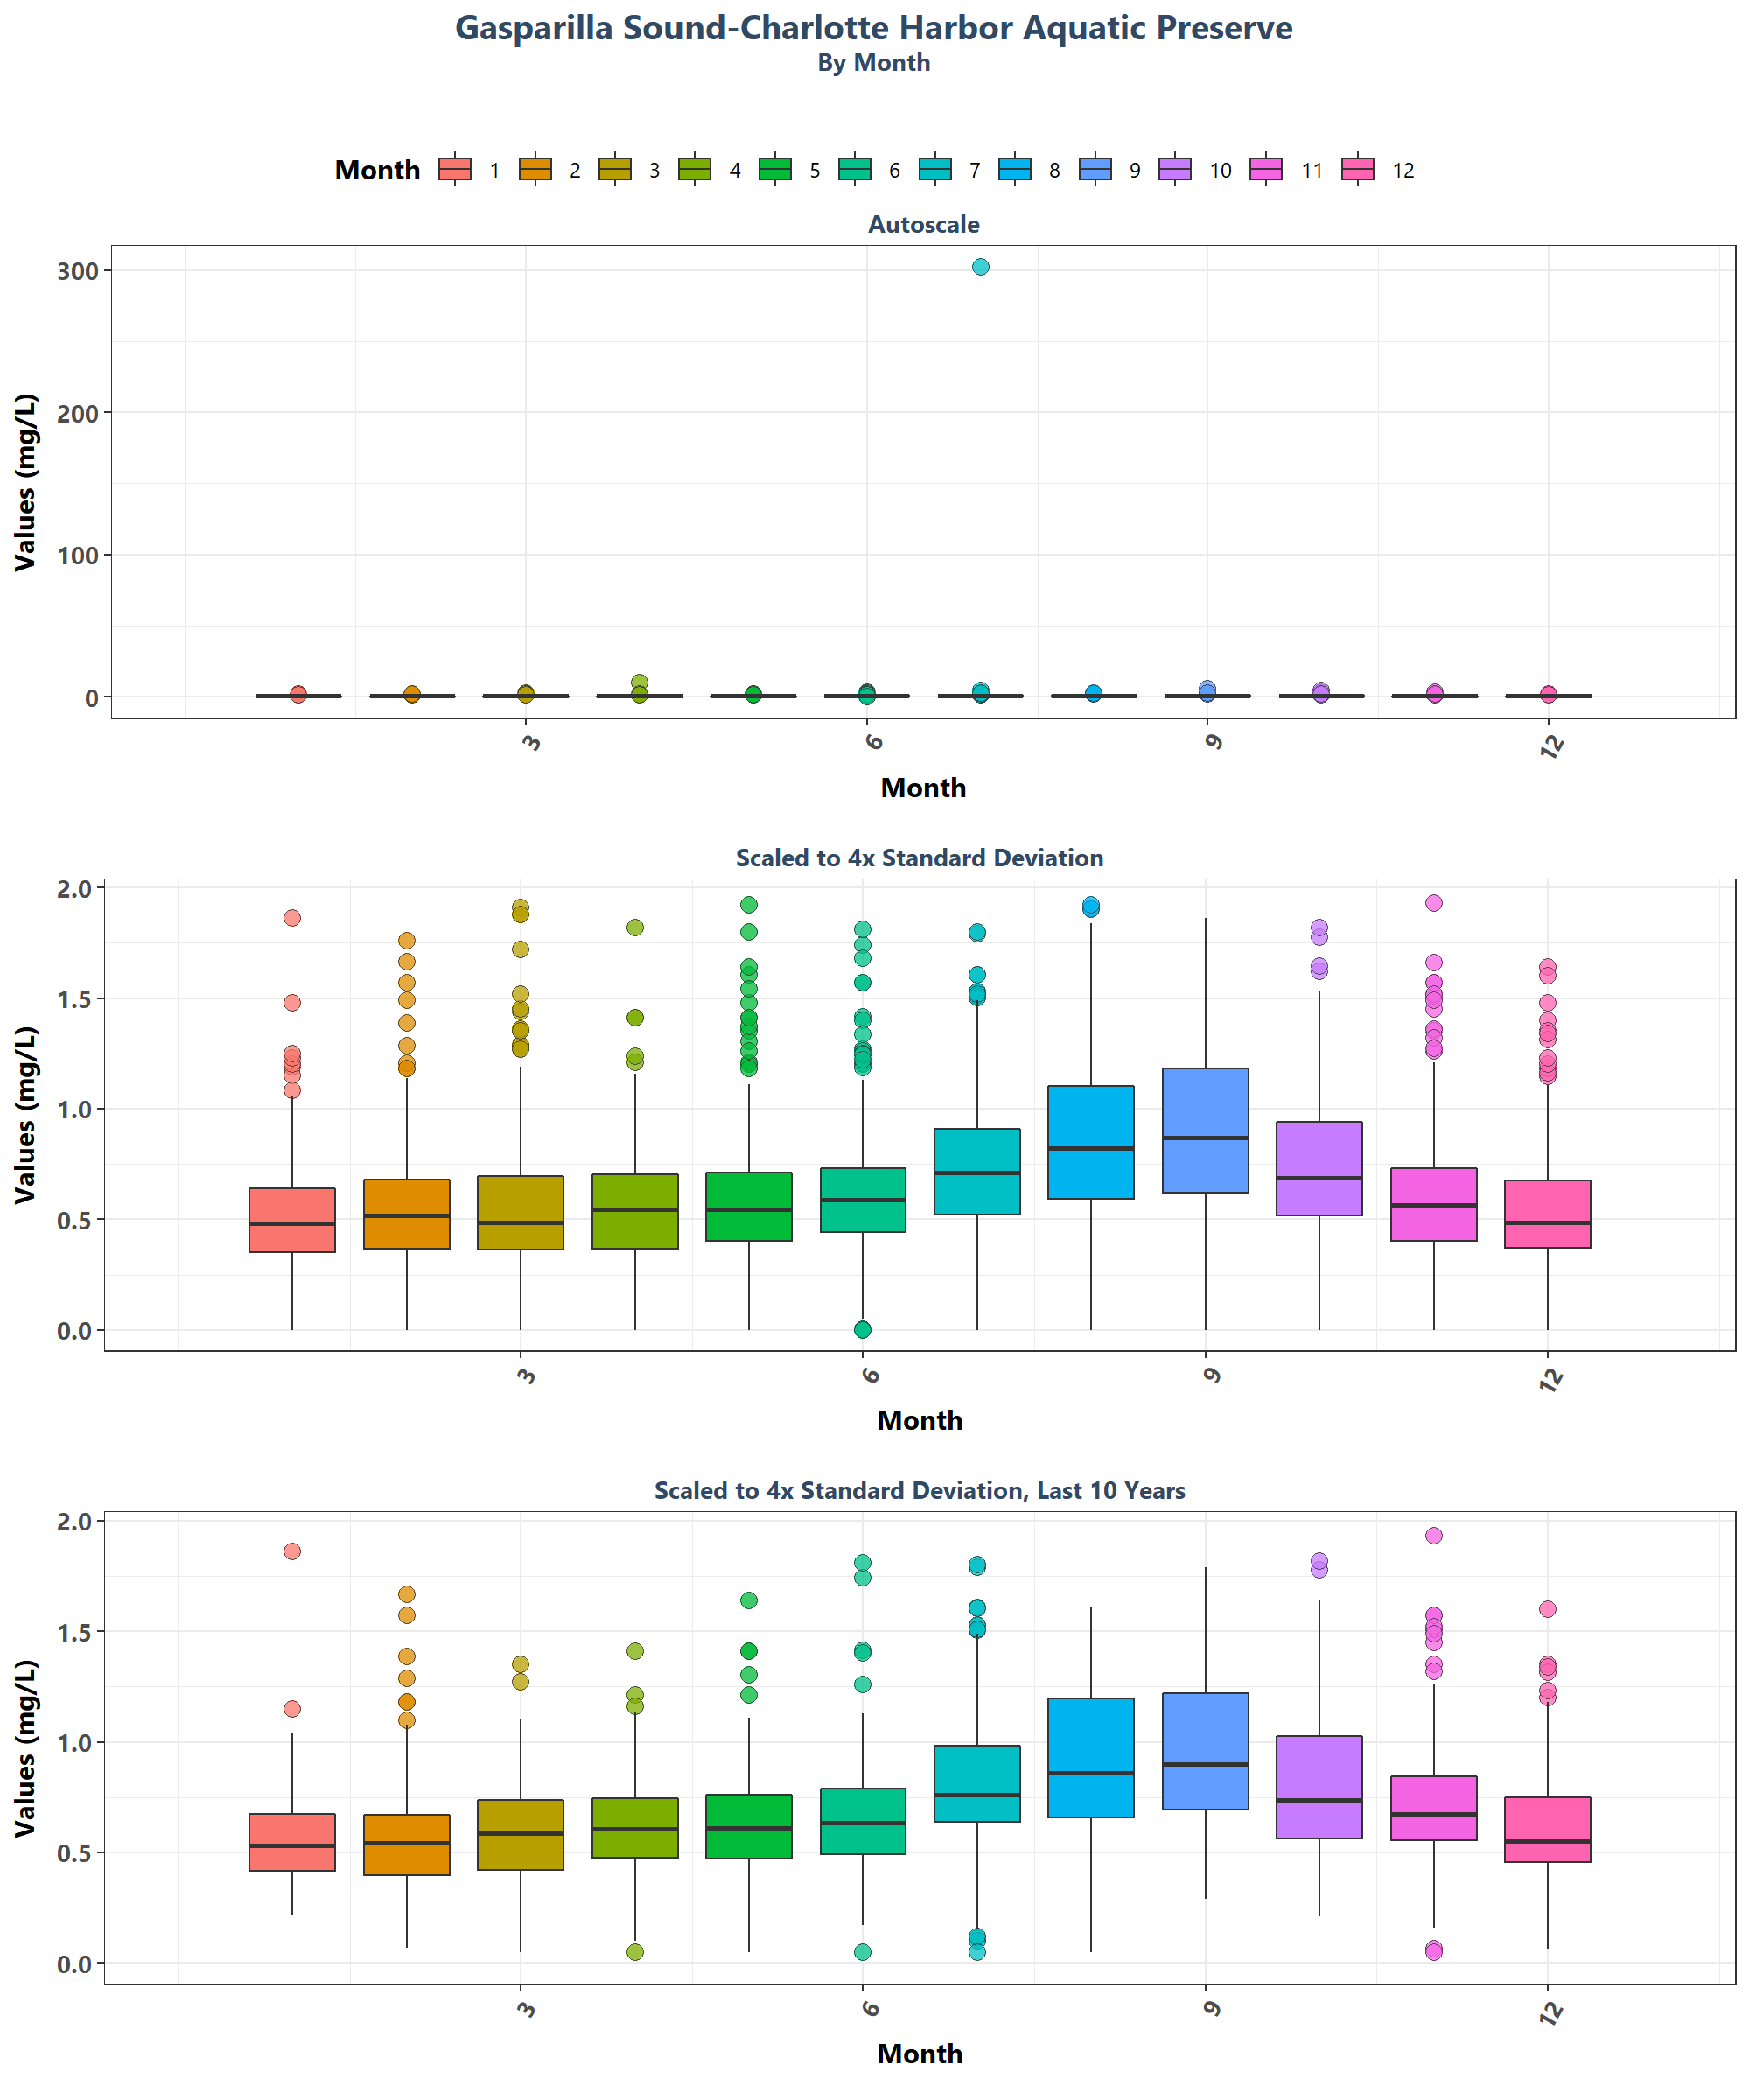 Gasparilla Sound-Charlotte Harbor Aquatic Preserve
By Month
Month 1 2 3 4 5 6 7 8 9 10 11 12
Autoscale
Values (mg/L)
300
200
100
0
3 6 9 12
Month
Scaled to 4x Standard Deviation
Values (mg/L)
2.0
1.5
1.0
0.5
0.0
3 6 9 12
Month
Scaled to 4x Standard Deviation, Last 10 Years
Values (mg/L)
2.0
1.5
1.0
0.5
0.0
3 6 9 12
Month